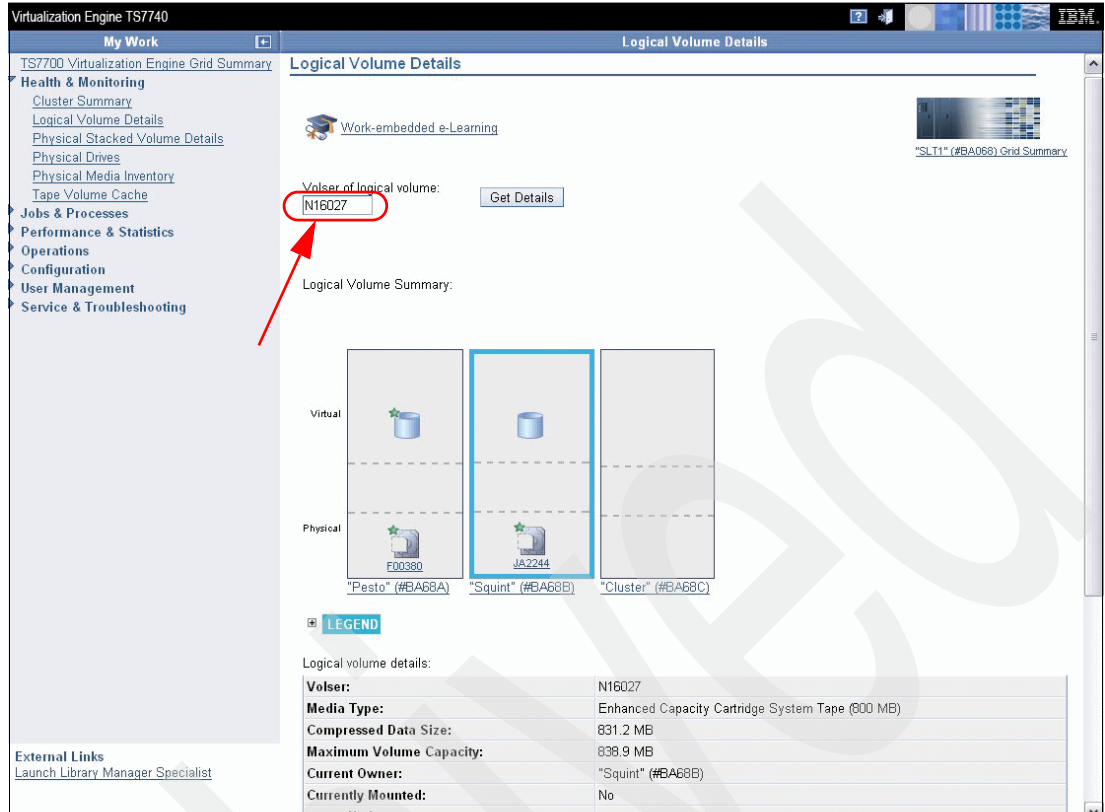 Virtualization Engine TS7740
?
IBM.
My Work
Logical Volume Details
TS7700 Virtualization Engine Grid Summary
Health & Monitoring
Cluster Summary
Logical Volume Details
Physical Stacked Volume Details
Physical Drives
Physical Media Inventory
Tape Volume Cache
Jobs & Processes
Performance & Statistics
Operations
Configuration
User Management
Service & Troubleshooting
External Links
Launch Library Manager Specialist
Logical Volume Details
Work-embedded e-Learning
"SLT1" (#BA068) Grid Summary
Volser of logical volume:
N16027
Get Details
Logical Volume Summary:
Virtual
Physical
F00380
JA2244
"Pesto" (#BA68A)
"Squint" (#BA68B)
"Cluster" (#BA68C)
LEGEND
Logical volume details:
Volser: N16027
Media Type: Enhanced Capacity Cartridge System Tape (800 MB)
Compressed Data Size: 831.2 MB
Maximum Volume Capacity: 838.9 MB
Current Owner: "Squint" (#BA68B)
Currently Mounted: No